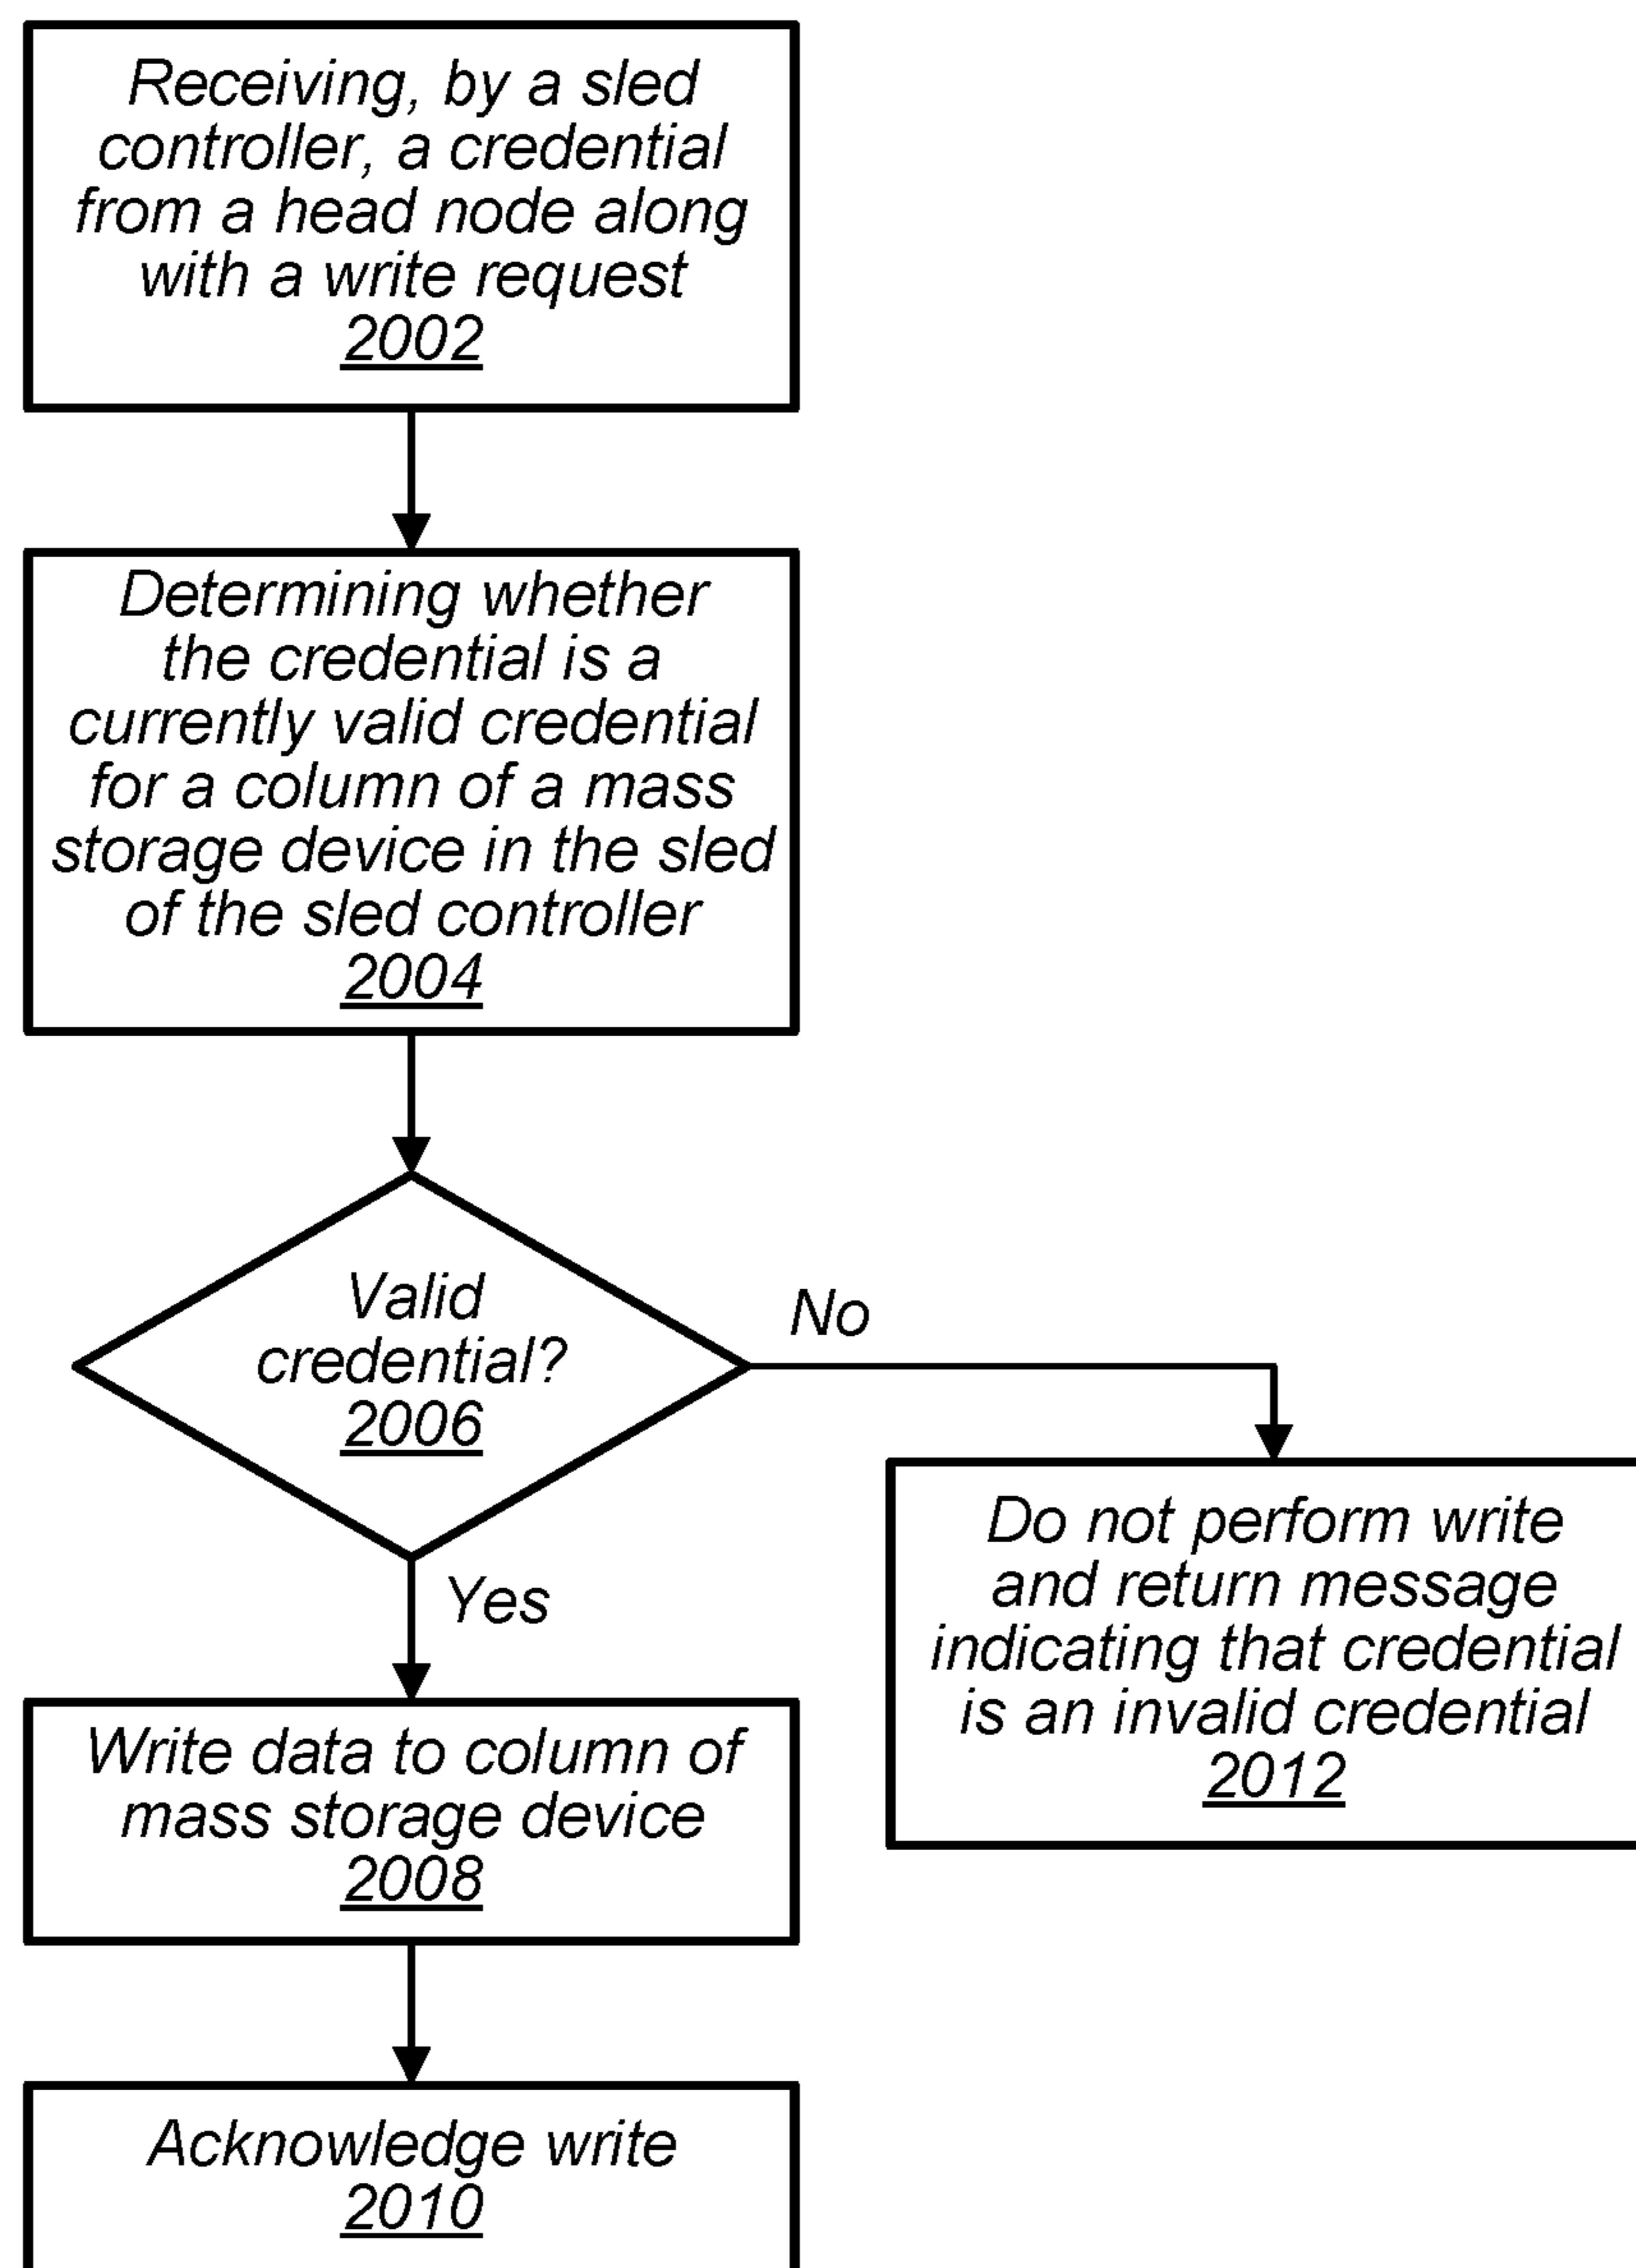 Receiving, by a sled
controller, a credential
from a head node along
with a write request
2002
Determining whether
the credential is a
currently valid credential
for a column of a mass
storage device in the sled
of the sled controller
2004
Valid
credential?
2006
No
Yes
Do not perform write
and return message
indicating that credential
is an invalid credential
2012
Write data to column of
mass storage device
2008
Acknowledge write
2010